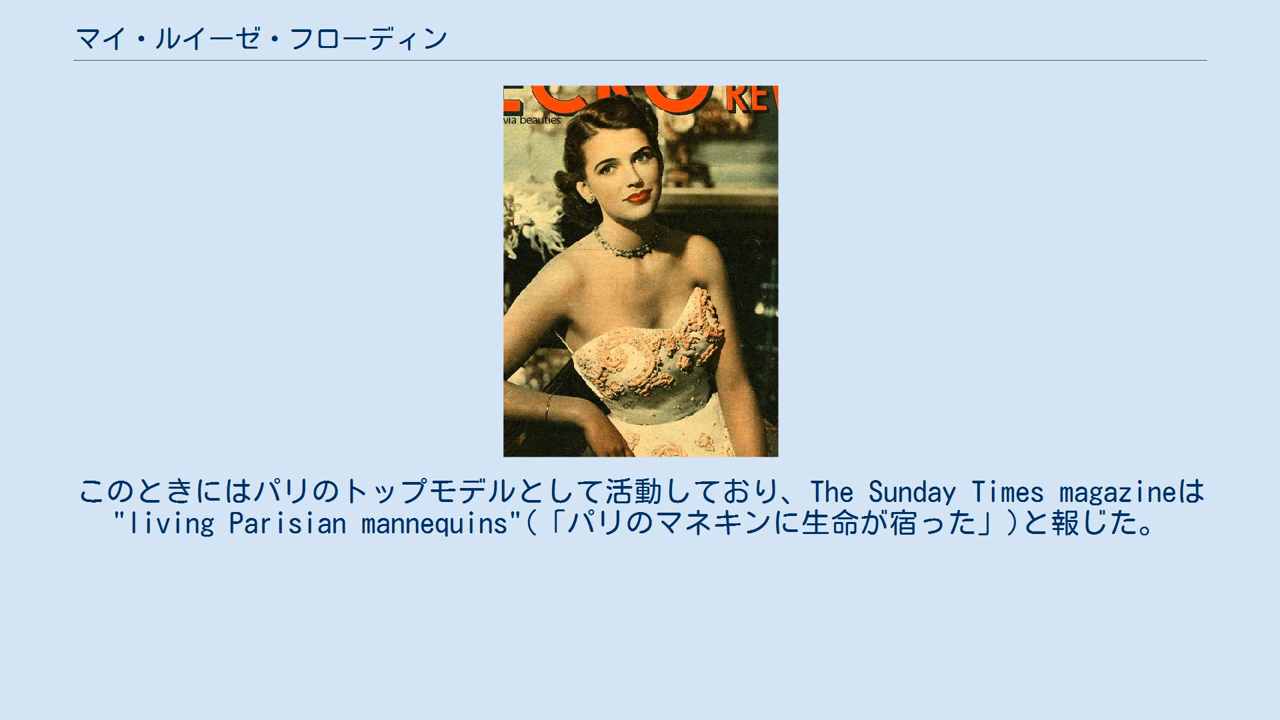 マイ・ルイーゼ・フローディン
RE
via beauties
このときにはパリのトップモデルとして活動しており、The Sunday Times magazineは
"living Parisian mannequins"(「パリのマネキンに生命が宿った」)と報じた。